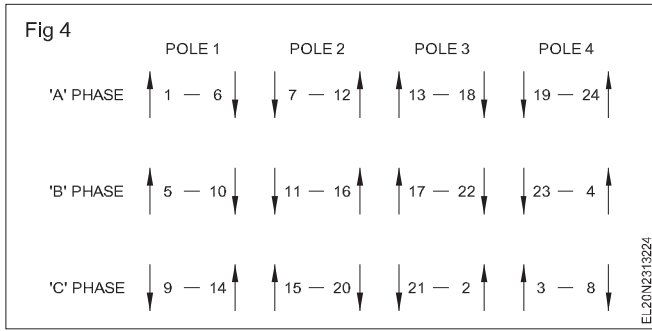 Fig 4
POLE 1 POLE 2 POLE 3 POLE 4
'A' PHASE 1 — 6 7 — 12 13 — 18 19 — 24
'B' PHASE 5 — 10 11 — 16 17 — 22 23 — 4
'C' PHASE 9 — 14 15 — 20 21 — 2 3 — 8
EL20N2313224